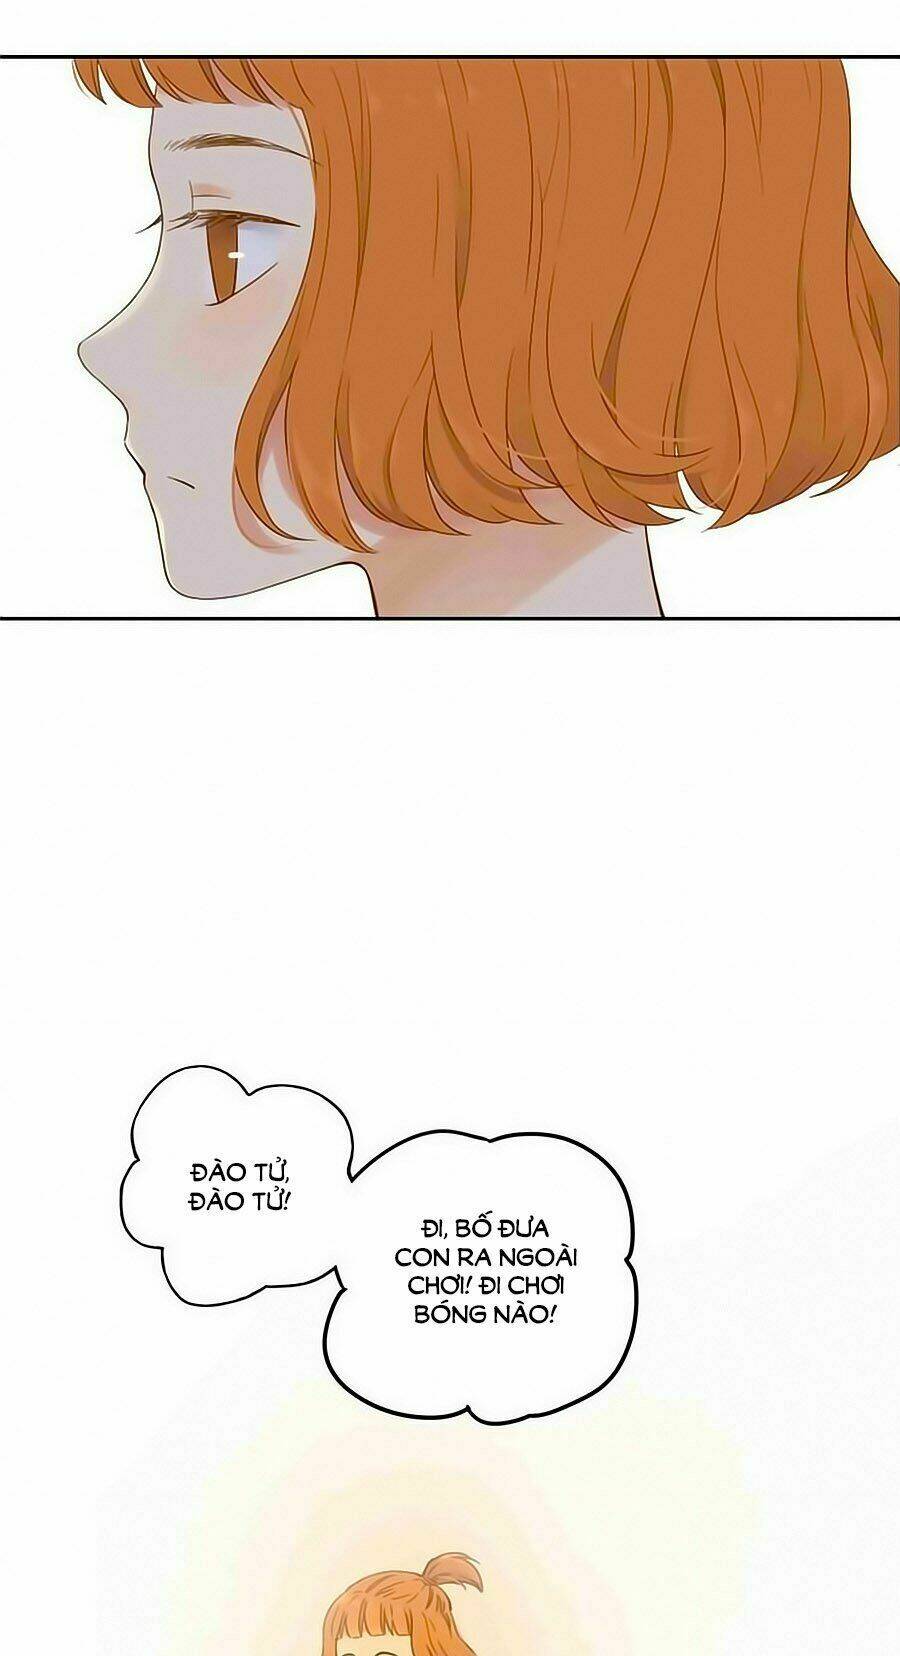 ĐÀO TỬ,
ĐÀO TỬ!
ĐI, BỐ ĐƯA
CON RA NGOÀI
CHƠI! ĐI CHƠI
BÓNG NÀO!